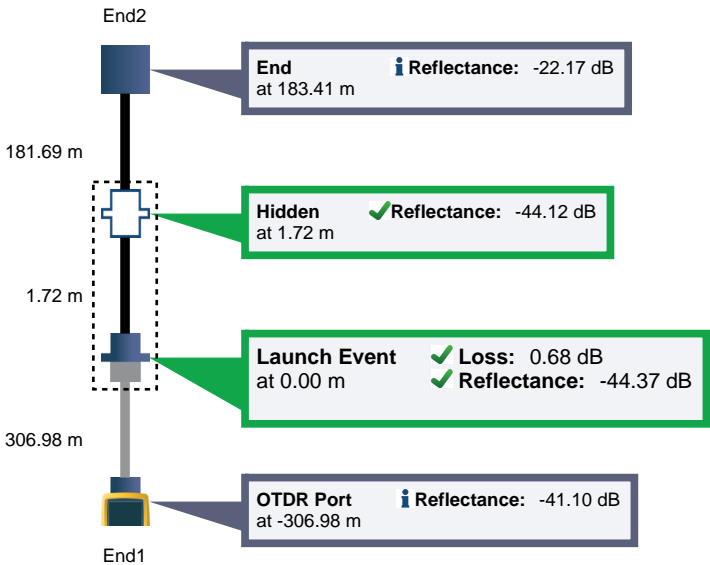 End2
End Reflectance: -22.17 dB
at 183.41 m
181.69 m
Hidden Reflectance: -44.12 dB
at 1.72 m
1.72 m
Launch Event Loss: 0.68 dB
at 0.00 m Reflectance: -44.37 dB
306.98 m
OTDR Port Reflectance: -41.10 dB
at -306.98 m
End1